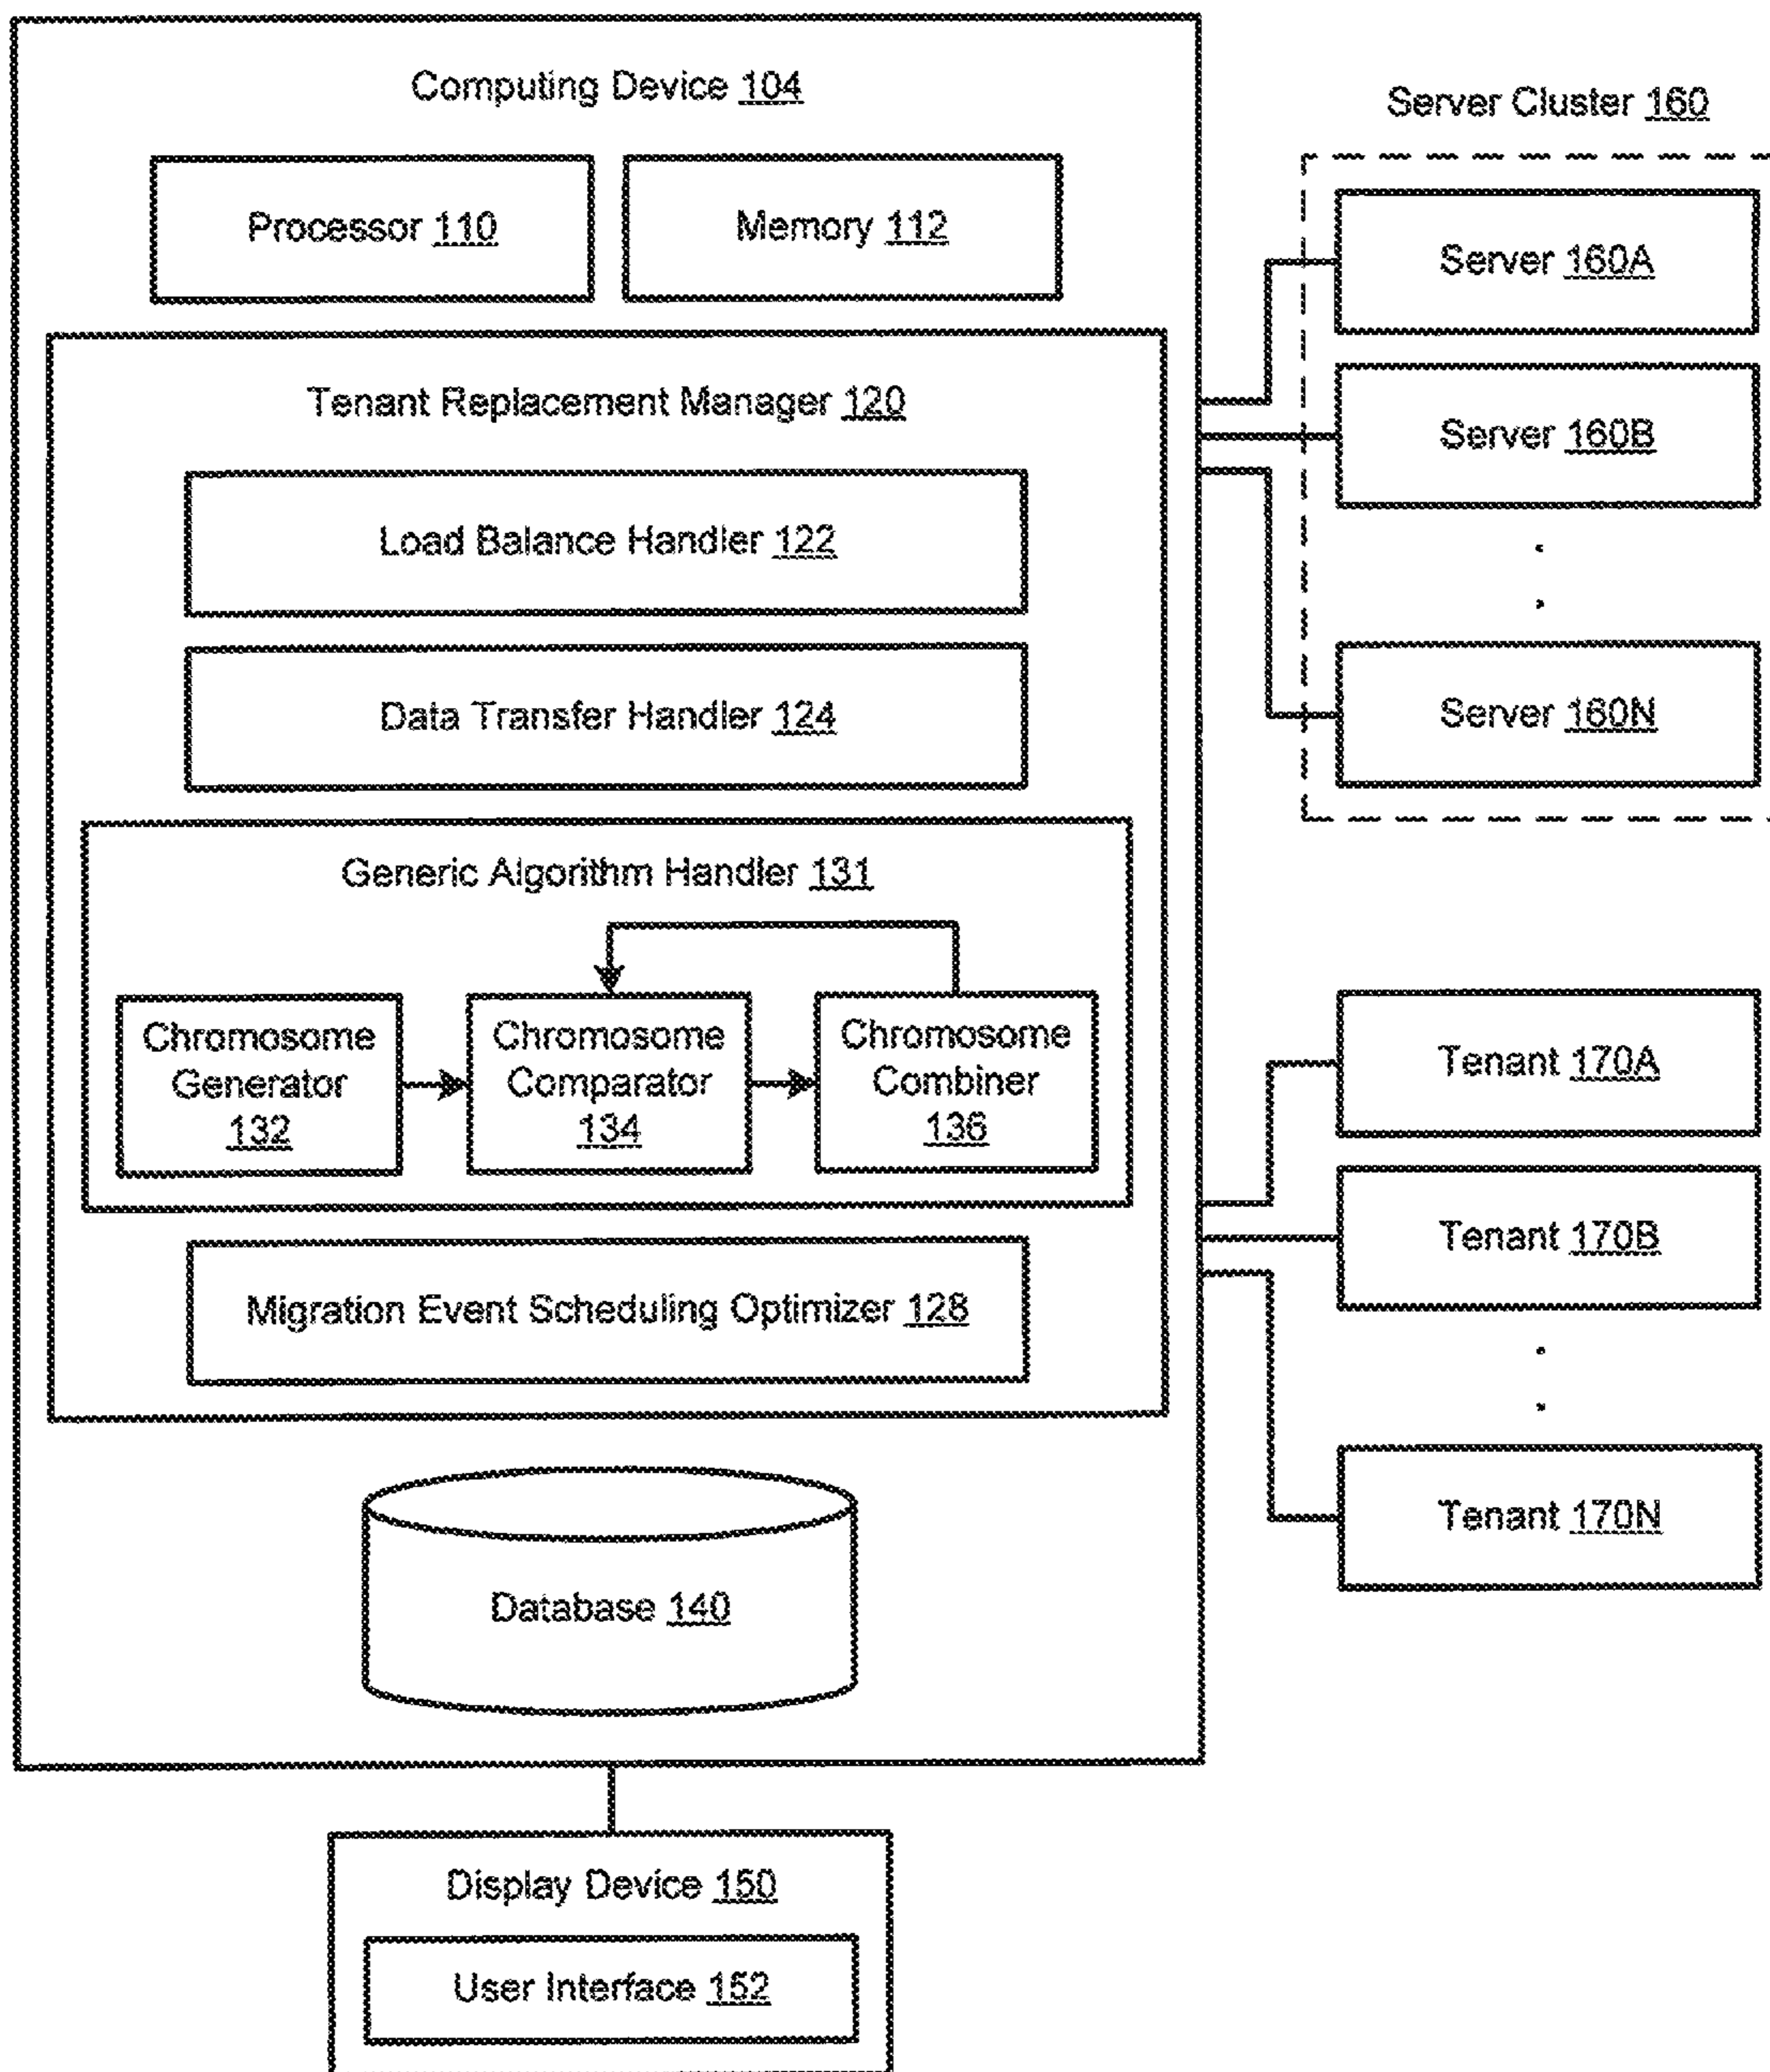 Computing Device 104
Processor 110
Memory 112
Tenant Replacement Manager 120
Load Balance Handler 122
Data Transfer Handler 124
Generic Algorithm Handler 131
Chromosome
Generator
132
Chromosome
Comparator
134
Chromosome
Combiner
136
Migration Event Scheduling Optimizer 128
Database 140
Display Device 150
User Interface 152
Server Cluster 160
Server 160A
Server 160B
Server 160N
Tenant 170A
Tenant 170B
Tenant 170N